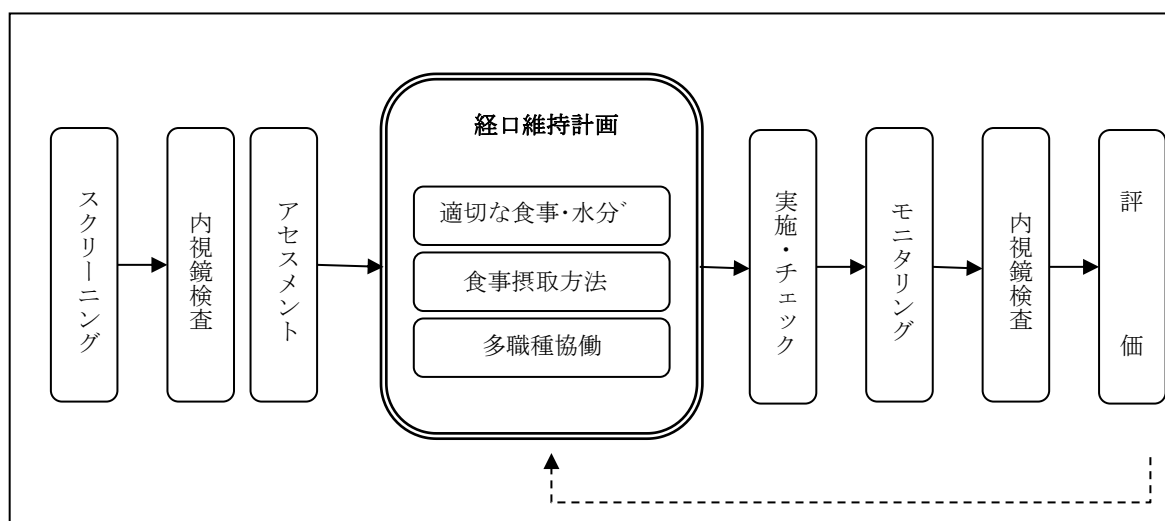 スクリーニング
内視鏡検査
アセスメント
経口維持計画
適切な食事・水分゛
食事摂取方法
多職種協働
実施・チェック
モニタリング
内視鏡検査
評価